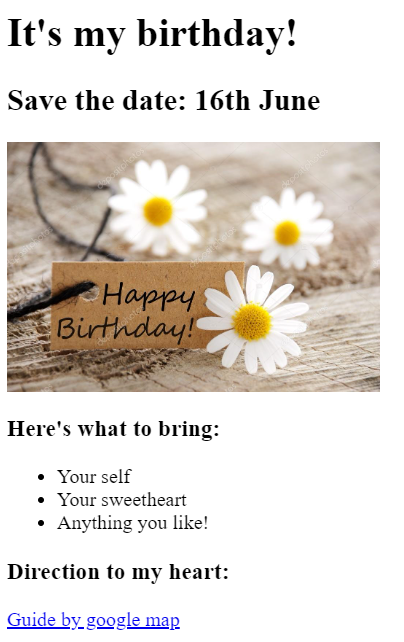 It's my birthday!
Save the date: 16th June
Happy
Birthday!
Here's what to bring:
Your self
Your sweetheart
Anything you like!
Direction to my heart:
Guide by google map